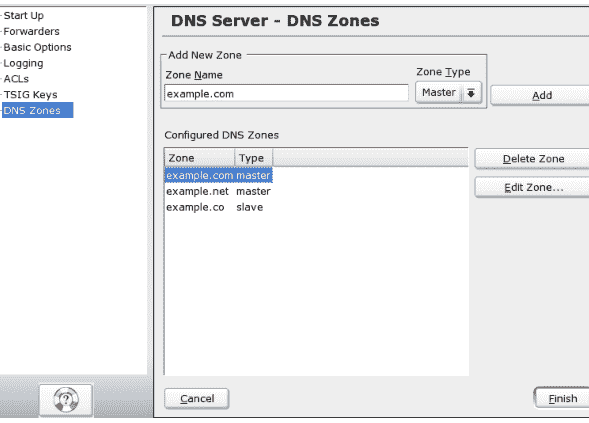 Start Up
Forwarders
Basic Options
Logging
ACLs
TSIG Keys
DNS Zones
DNS Server - DNS Zones
Add New Zone
Zone Name
Zone Type
example.com
Master
Add
Configured DNS Zones
Zone Type
example.com master
example.net master
example.co slave
Delete Zone
Edit Zone...
Cancel
Finish